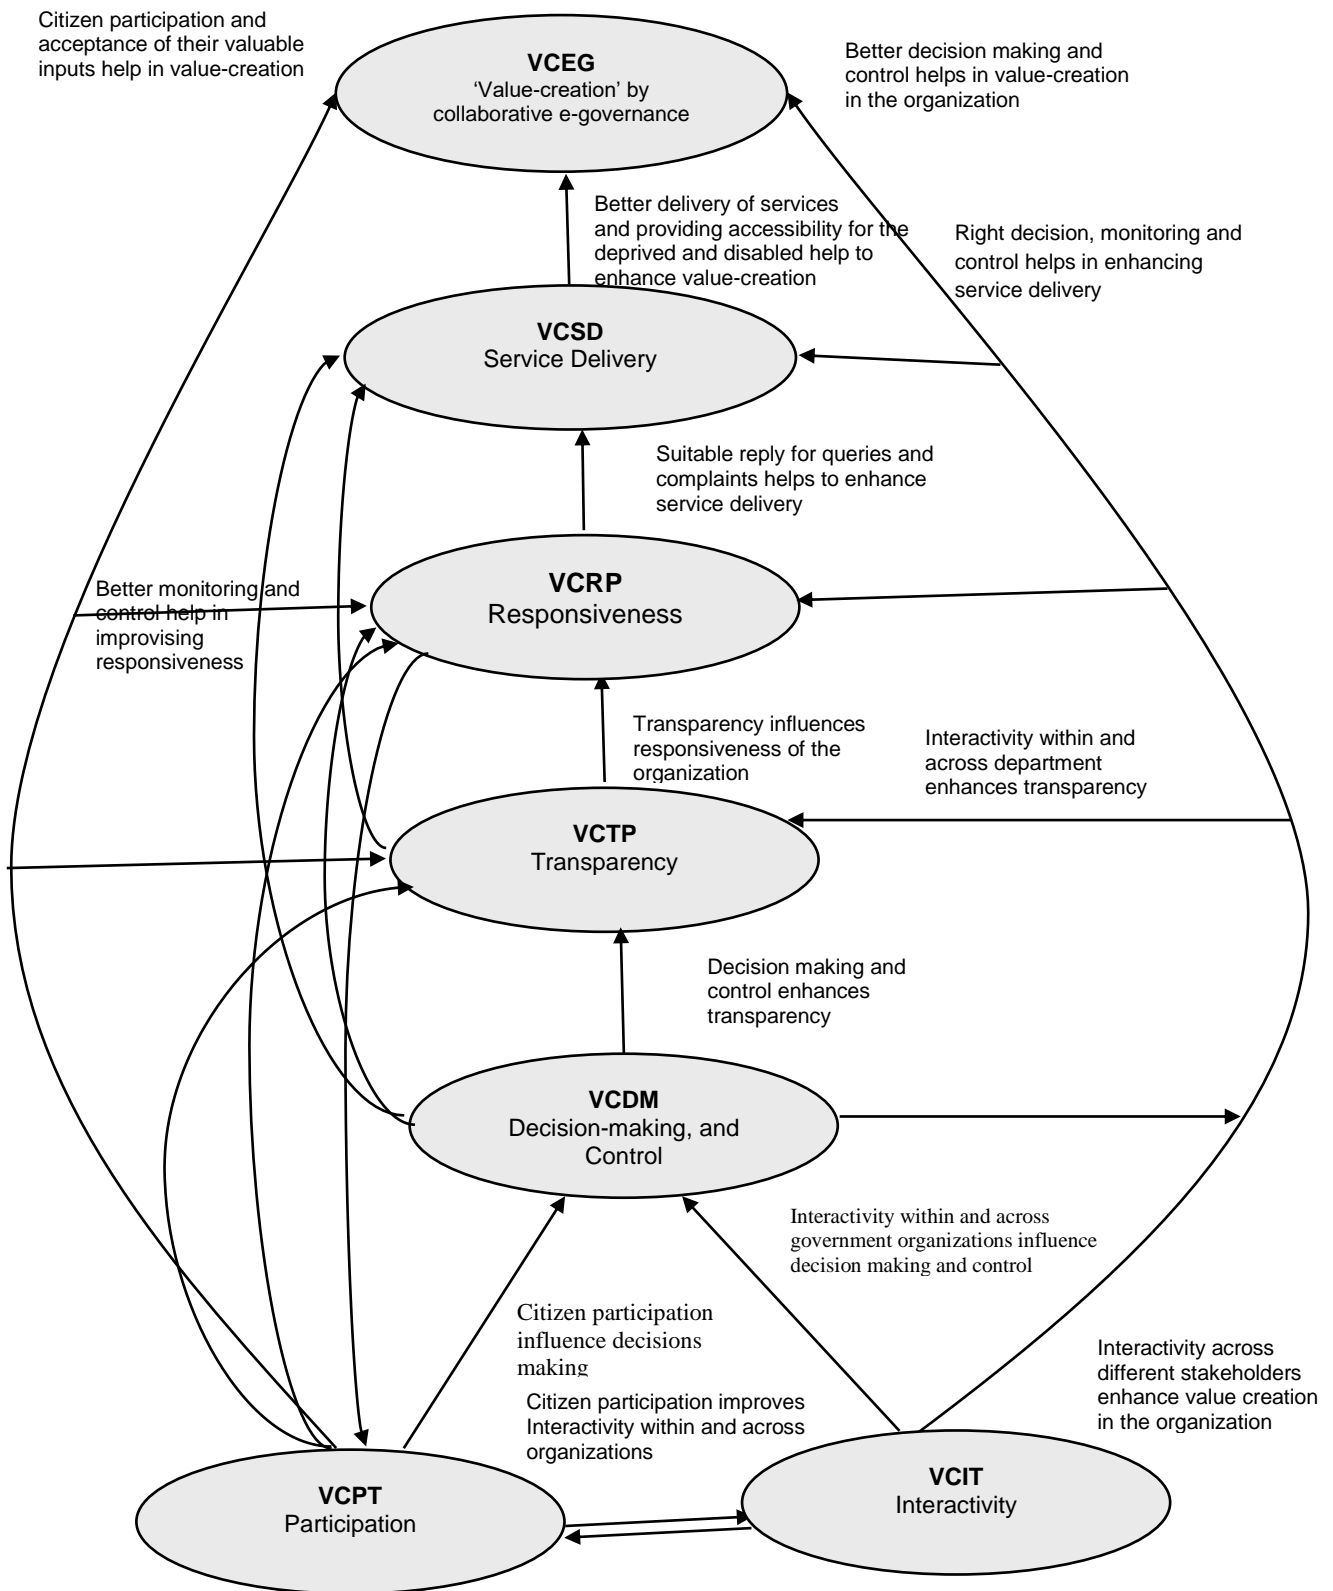 Citizen participation and
acceptance of their valuable
inputs help in value-creation
VCEG
‘Value-creation’ by
collaborative e-governance
Better decision making and
control helps in value-creation
in the organization
Better delivery of services
and providing accessibility for the
deprived and disabled help to
enhance value-creation
Right decision, monitoring and
control helps in enhancing
service delivery
VCSD
Service Delivery
Suitable reply for queries and
complaints helps to enhance
service delivery
Better monitoring and
control help in
improvising
responsiveness
VCRP
Responsiveness
Transparency influences
responsiveness of the
organization
Interactivity within and
across department
enhances transparency
VCTP
Transparency
Decision making and
control enhances
transparency
VCDM
Decision-making, and
Control
Interactivity within and across
government organizations influence
decision making and control
Citizen participation
influence decisions
making
Citizen participation improves
Interactivity within and across
organizations
Interactivity across
different stakeholders
enhance value creation
in the organization
VCPT
Participation
VCIT
Interactivity